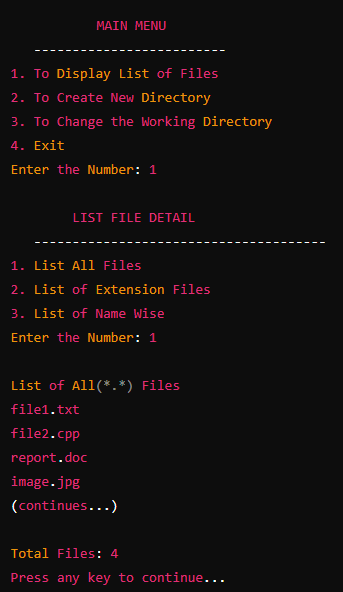 MAIN MENU
-------------------------
1. To Display List of Files
2. To Create New Directory
3. To Change the Working Directory
4. Exit
Enter the Number: 1
LIST FILE DETAIL
--------------------------------------
1. List All Files
2. List of Extension Files
3. List of Name Wise
Enter the Number: 1
List of All(*.*) Files
file1.txt
file2.cpp
report.doc
image.jpg
(continues...)
Total Files: 4
Press any key to continue...